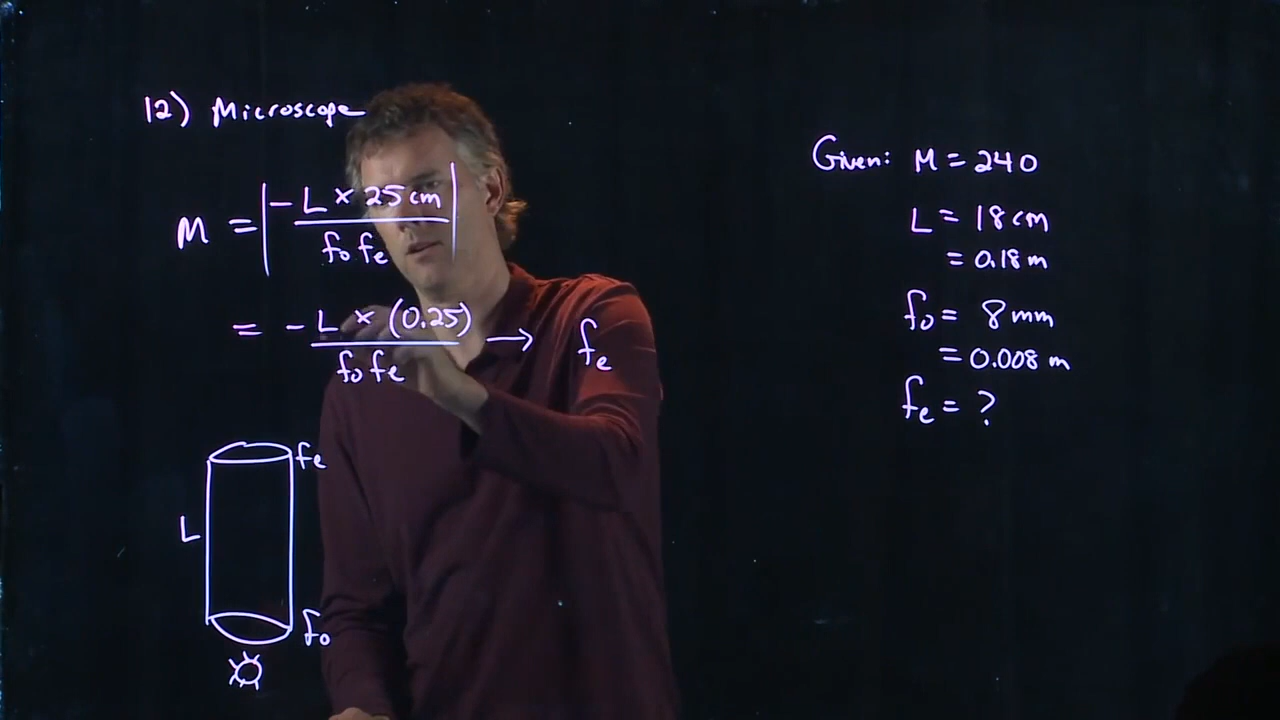 12) Microscope
M = |- L × 25 cm / fo fe|
= - L × (0.25) / fo fe → fe
fe
L
fo
Given: M = 240
L = 18 cm
= 0.18 m
fo = 8 mm
= 0.008 m
fe = ?